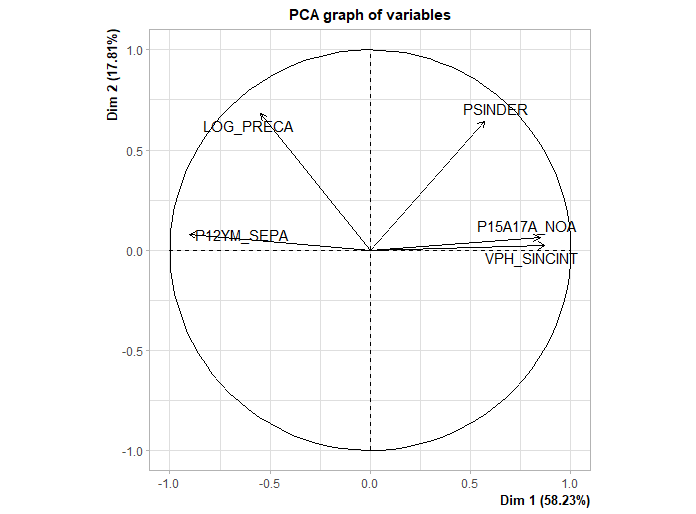 PCA graph of variables
Dim 2 (17.81%)
1.0
0.5
0.0
-0.5
-1.0
PSINDER
LOG_PRECA
P15A17A_NOA
P12YM_SEPA
VPH_SINCINT
-1.0
-0.5
0.0
0.5
1.0
Dim 1 (58.23%)